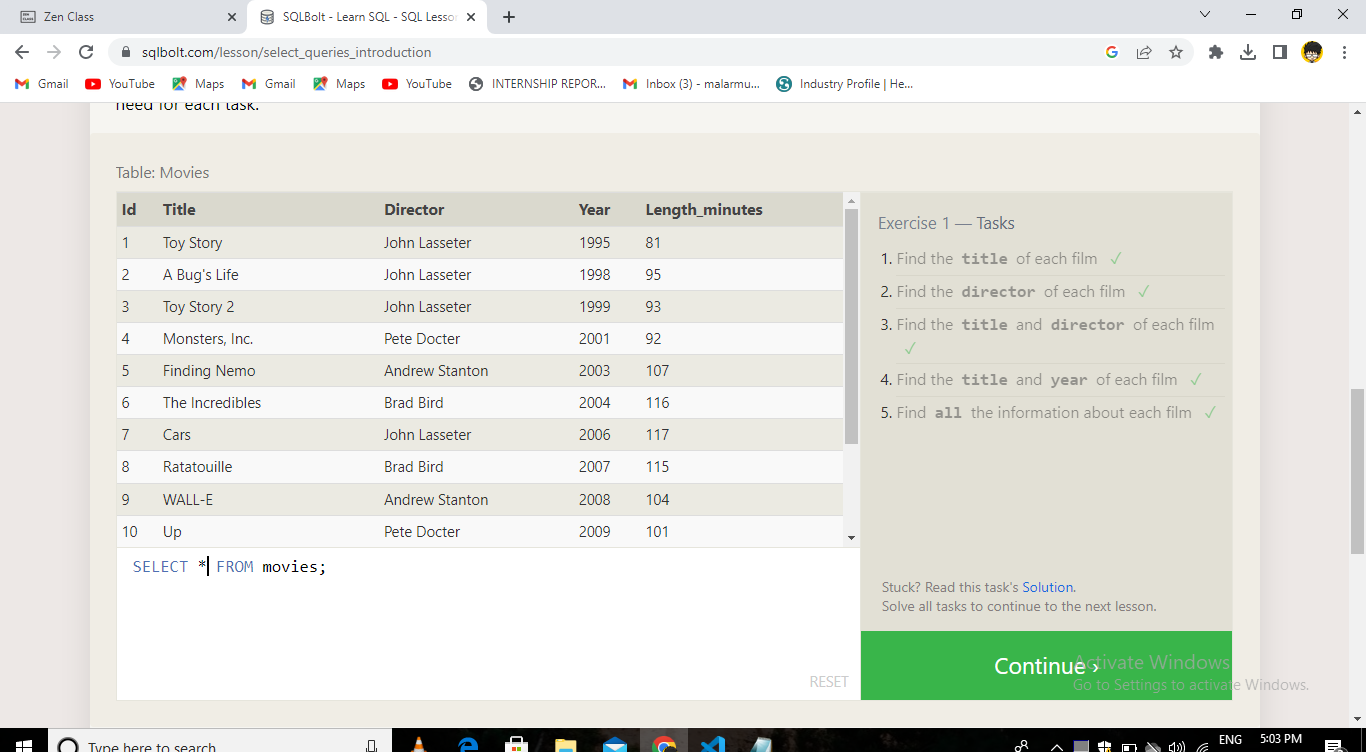 Zen Class
SQLBolt - Learn SQL - SQL Lesson
sqlbolt.com/lesson/select_queries_introduction
Gmail YouTube Maps Gmail Maps YouTube INTERNSHIP REPOR... Inbox (3) - malarmu... Industry Profile | He...
need for each task.
Table: Movies
Id Title Director Year Length_minutes
1 Toy Story John Lasseter 1995 81
2 A Bug's Life John Lasseter 1998 95
3 Toy Story 2 John Lasseter 1999 93
4 Monsters, Inc. Pete Docter 2001 92
5 Finding Nemo Andrew Stanton 2003 107
6 The Incredibles Brad Bird 2004 116
7 Cars John Lasseter 2006 117
8 Ratatouille Brad Bird 2007 115
9 WALL-E Andrew Stanton 2008 104
10 Up Pete Docter 2009 101
SELECT * FROM movies;
RESET
Exercise 1 — Tasks
1. Find the title of each film ✓
2. Find the director of each film ✓
3. Find the title and director of each film
✓
4. Find the title and year of each film ✓
5. Find all the information about each film ✓
Stuck? Read this task's Solution.
Solve all tasks to continue to the next lesson.
Continue ›
Activate Windows
Go to Settings to activate Windows.
Type here to search
ENG 5:03 PM